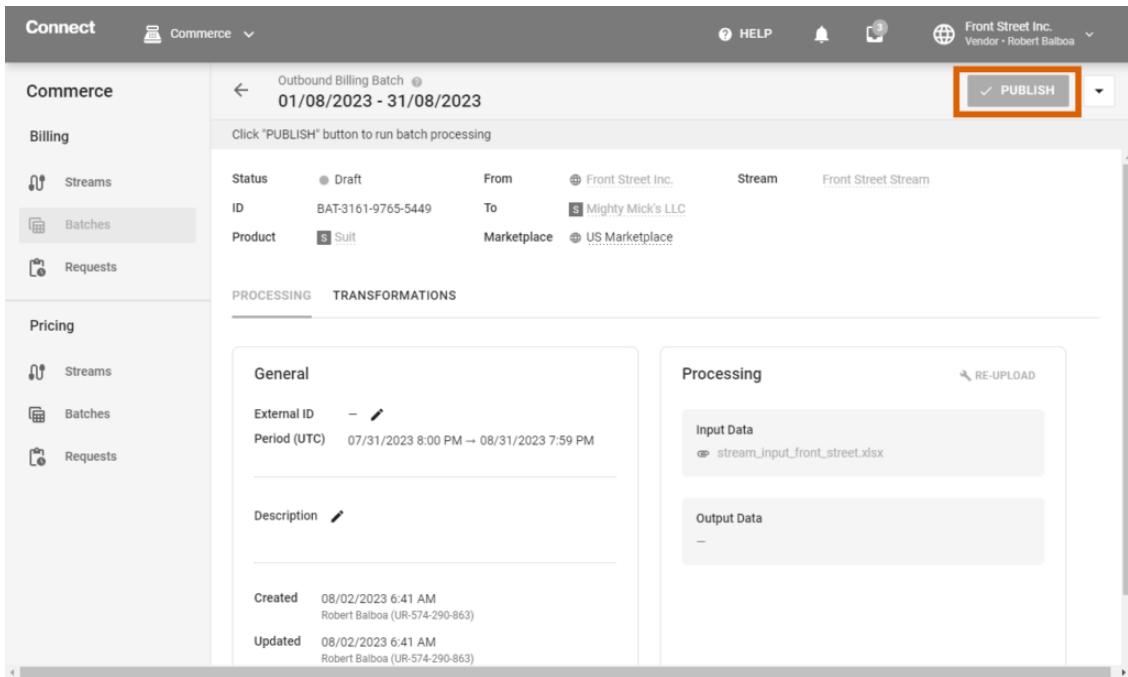 Connect
Commerce
HELP
3
Front Street Inc.
Vendor • Robert Balboa
Commerce
Billing
Streams
Batches
Requests
Pricing
Streams
Batches
Requests
Outbound Billing Batch
01/08/2023 - 31/08/2023
PUBLISH
Click "PUBLISH" button to run batch processing
Status Draft From Front Street Inc. Stream Front Street Stream
ID BAT-3161-9765-5449 To S Mighty Mick's LLC
Product S Suit Marketplace US Marketplace
PROCESSING TRANSFORMATIONS
General
External ID –
Period (UTC) 07/31/2023 8:00 PM → 08/31/2023 7:59 PM
Description
Created 08/02/2023 6:41 AM
Robert Balboa (UR-574-290-863)
Updated 08/02/2023 6:41 AM
Robert Balboa (UR-574-290-863)
Processing
RE-UPLOAD
Input Data
stream_input_front_street.xlsx
Output Data
–